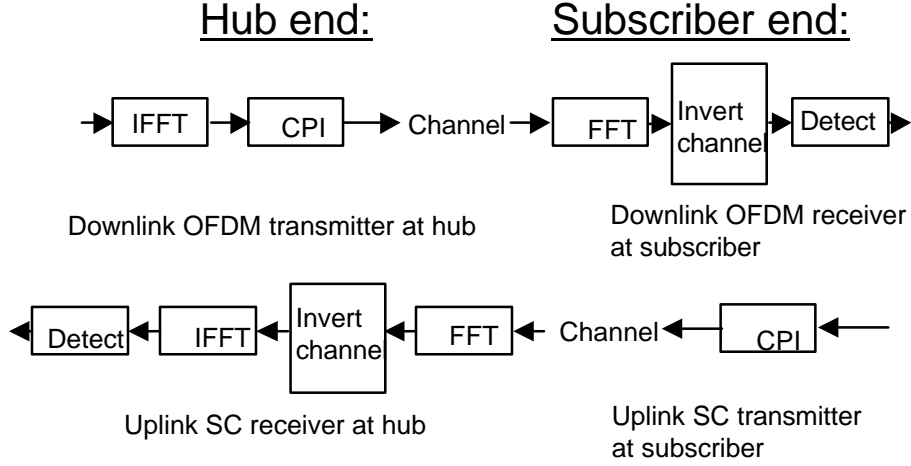 Hub end:
Subscriber end:
IFFT
CPI
Channel
FFT
Invert
channel
Detect
Downlink OFDM transmitter at hub
Downlink OFDM receiver
at subscriber
Detect
IFFT
Invert
channel
FFT
Channel
CPI
Uplink SC receiver at hub
Uplink SC transmitter
at subscriber